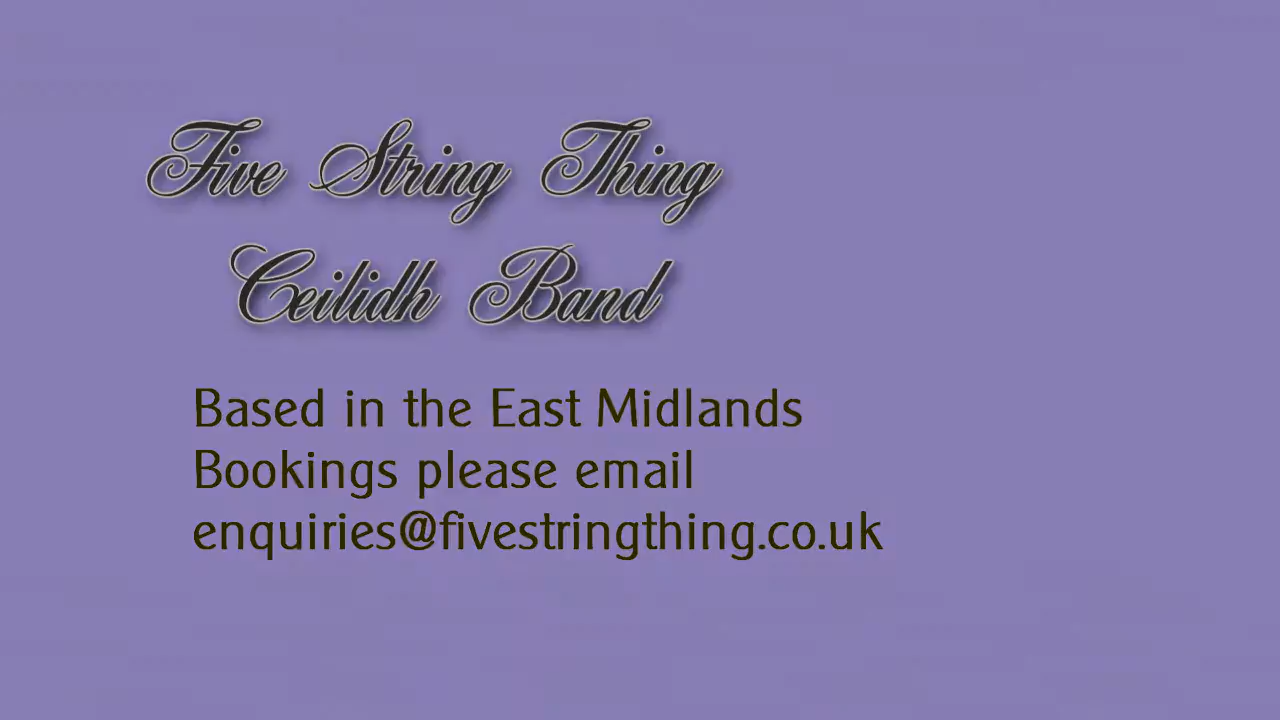 Five String Thing
Ceilidh Band
Based in the East Midlands
Bookings please email
enquiries@fivestringthing.co.uk